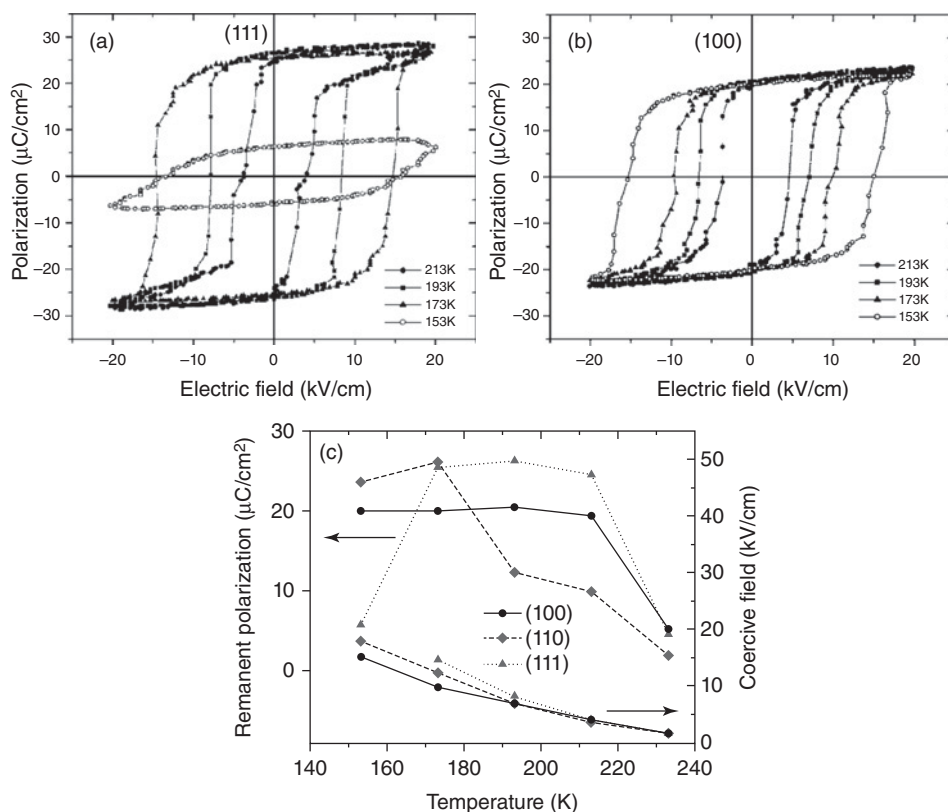 (a)
(111)
30
20
10
0
−10
−20
−30
Polarization (μC/cm²)
213K
193K
173K
153K
−20
−10
0
10
20
Electric field (kV/cm)
(b)
(100)
30
20
10
0
−10
−20
−30
Polarization (μC/cm²)
213K
193K
173K
153K
−20
−10
0
10
20
Electric field (kV/cm)
(c)
30
20
10
0
Remanent polarization (μC/cm²)
(100)
(110)
(111)
50
40
30
20
10
0
Coercive field (kV/cm)
140
160
180
200
220
240
Temperature (K)